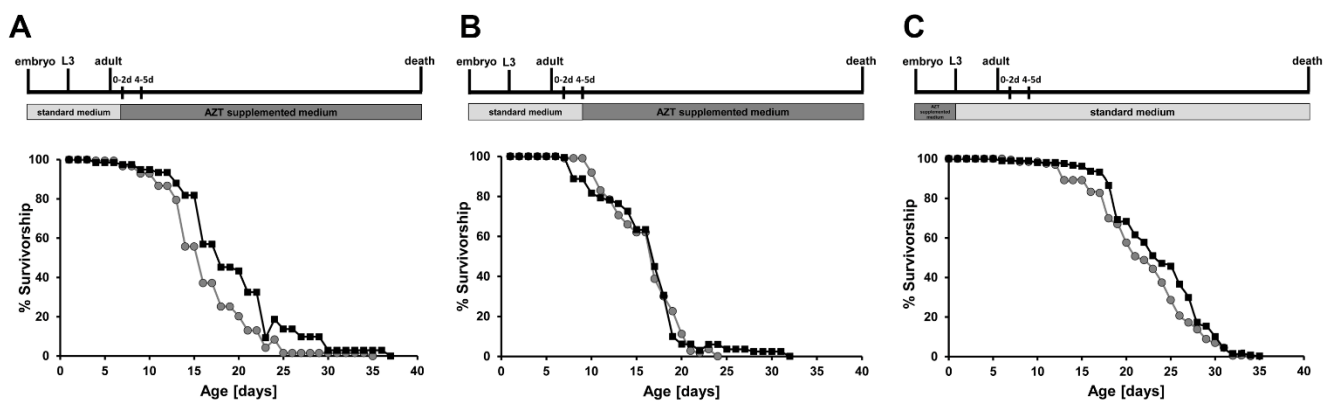 A
embryo L3 adult death
0-2d 4-5d
standard medium AZT supplemented medium
100
80
60
40
20
0
% Survivorship
0 5 10 15 20 25 30 35 40
Age [days]
B
embryo L3 adult death
0-2d 4-5d
standard medium AZT supplemented medium
100
80
60
40
20
0
% Survivorship
0 5 10 15 20 25 30 35 40
Age [days]
C
embryo L3 adult death
0-2d 4-5d
AZT
supplemented
medium
standard medium
100
80
60
40
20
0
% Survivorship
0 5 10 15 20 25 30 35 40
Age [days]